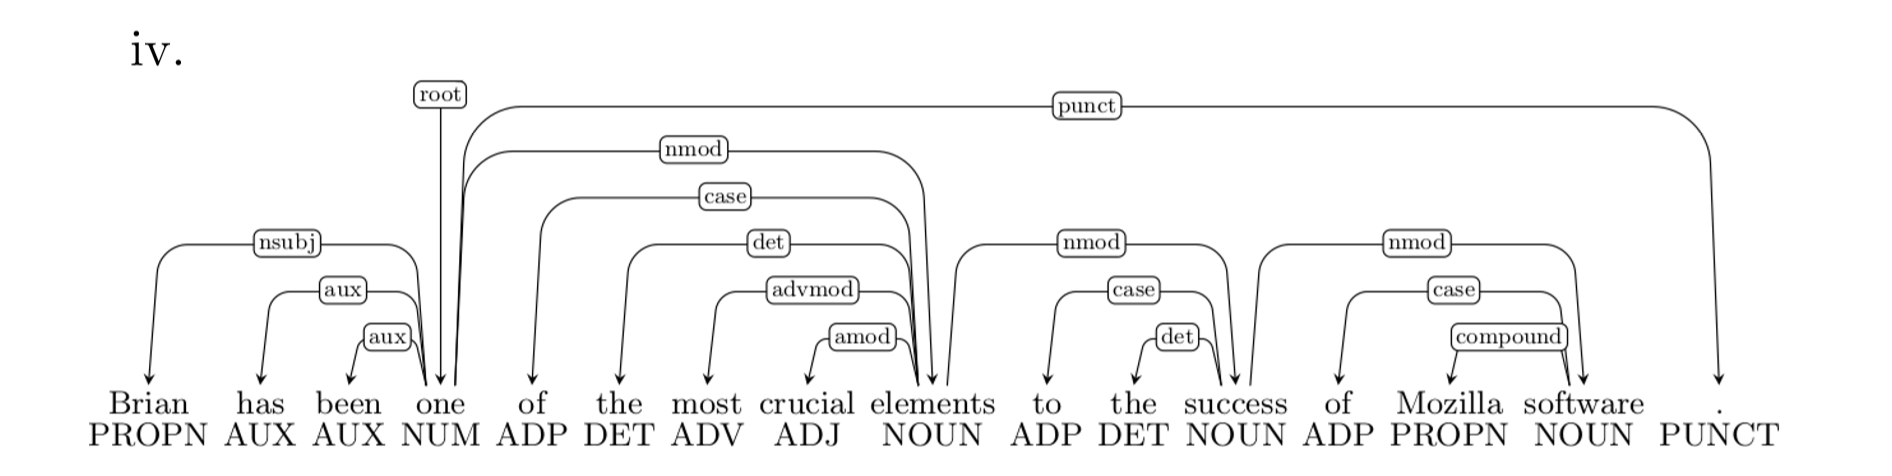 iv.
root
punct
nmod
case
nsubj det nmod nmod
aux advmod case case
aux amod det compound
Brian has been one of the most crucial elements to the success of Mozilla software .
PROPN AUX AUX NUM ADP DET ADV ADJ NOUN ADP DET NOUN ADP PROPN NOUN PUNCT